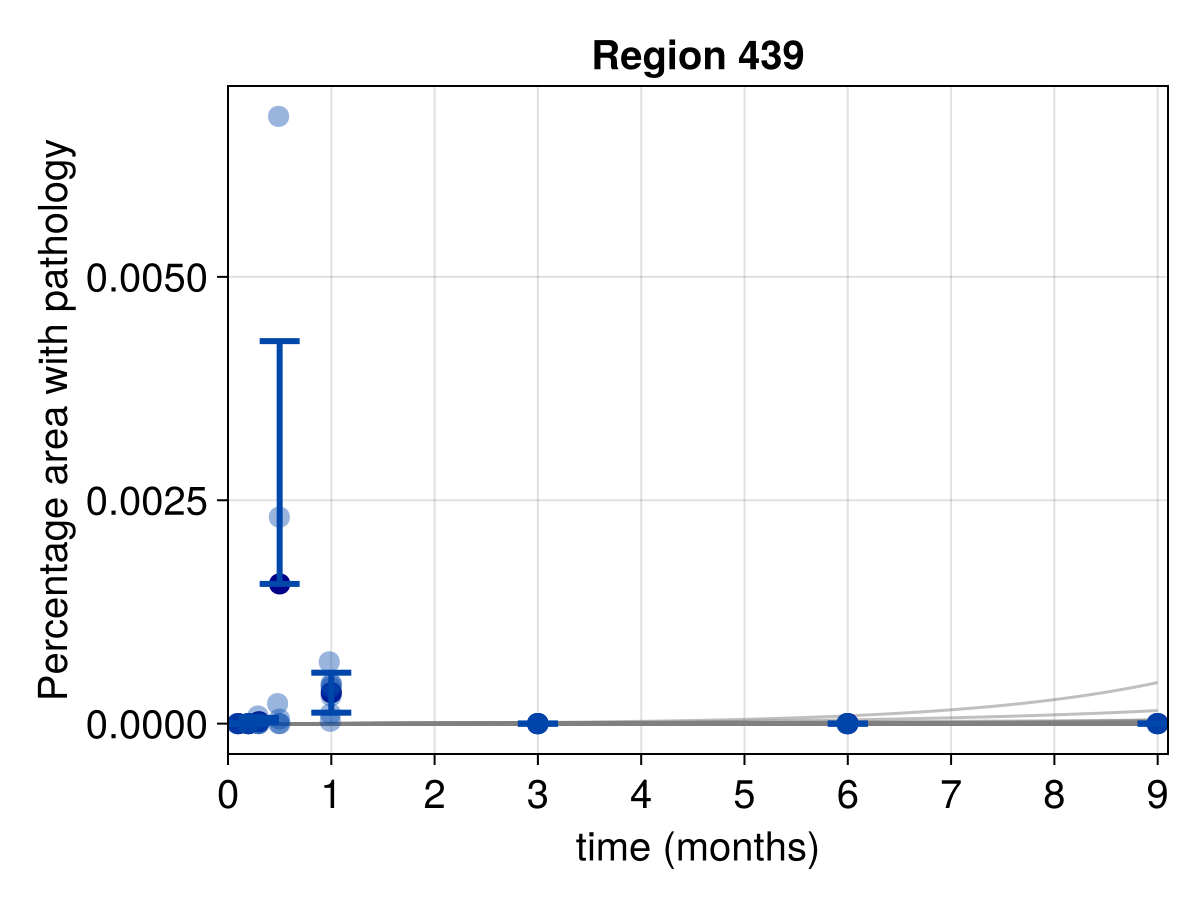 Region 439
Percentage area with pathology
0.0050
0.0025
0.0000
0 1 2 3 4 5 6 7 8 9
time (months)